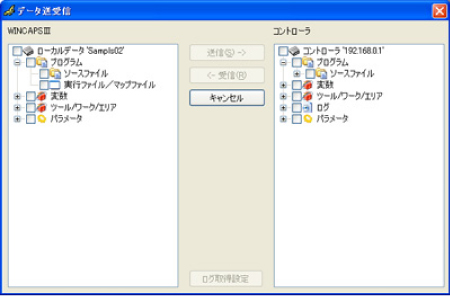 データ送受信
WINCAPSⅢ
ローカルデータ 'Sampls02'
プログラム
ソースファイル
実行ファイル／マップファイル
変数
ツール/ワーク/エリア
パラメータ
送信(S) ->
<- 受信(R)
キャンセル
ログ取得設定
コントローラ
コントローラ '192.168.0.1'
プログラム
ソースファイル
変数
ツール/ワーク/エリア
ログ
パラメータ